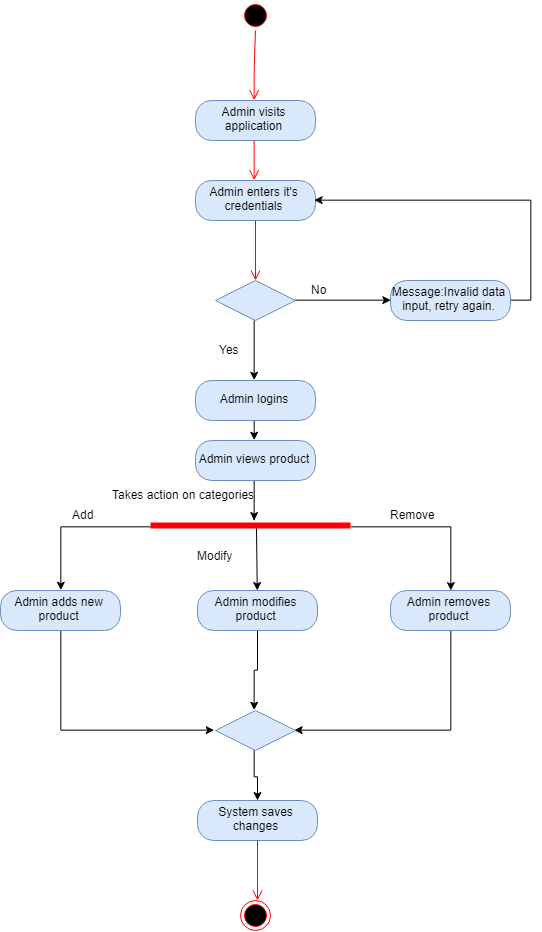 Admin visits
application
Admin enters it's
credentials
No
Message:Invalid data
input, retry again.
Yes
Admin logins
Admin views product
Takes action on categories
Add
Remove
Modify
Admin adds new
product
Admin modifies
product
Admin removes
product
System saves
changes